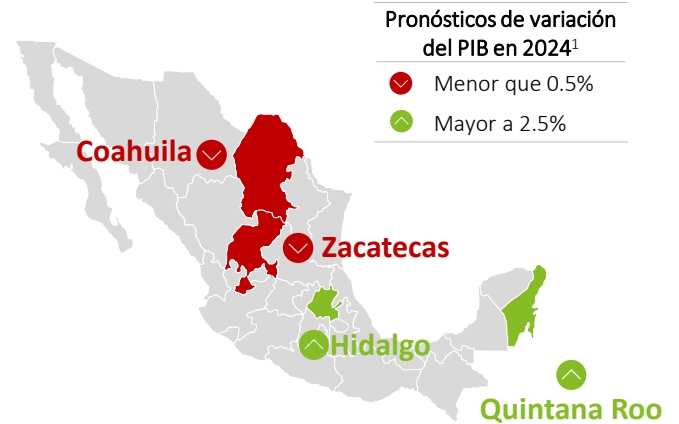 Pronósticos de variación
del PIB en 2024¹
Menor que 0.5%
Mayor a 2.5%
Coahuila
Zacatecas
Hidalgo
Quintana Roo